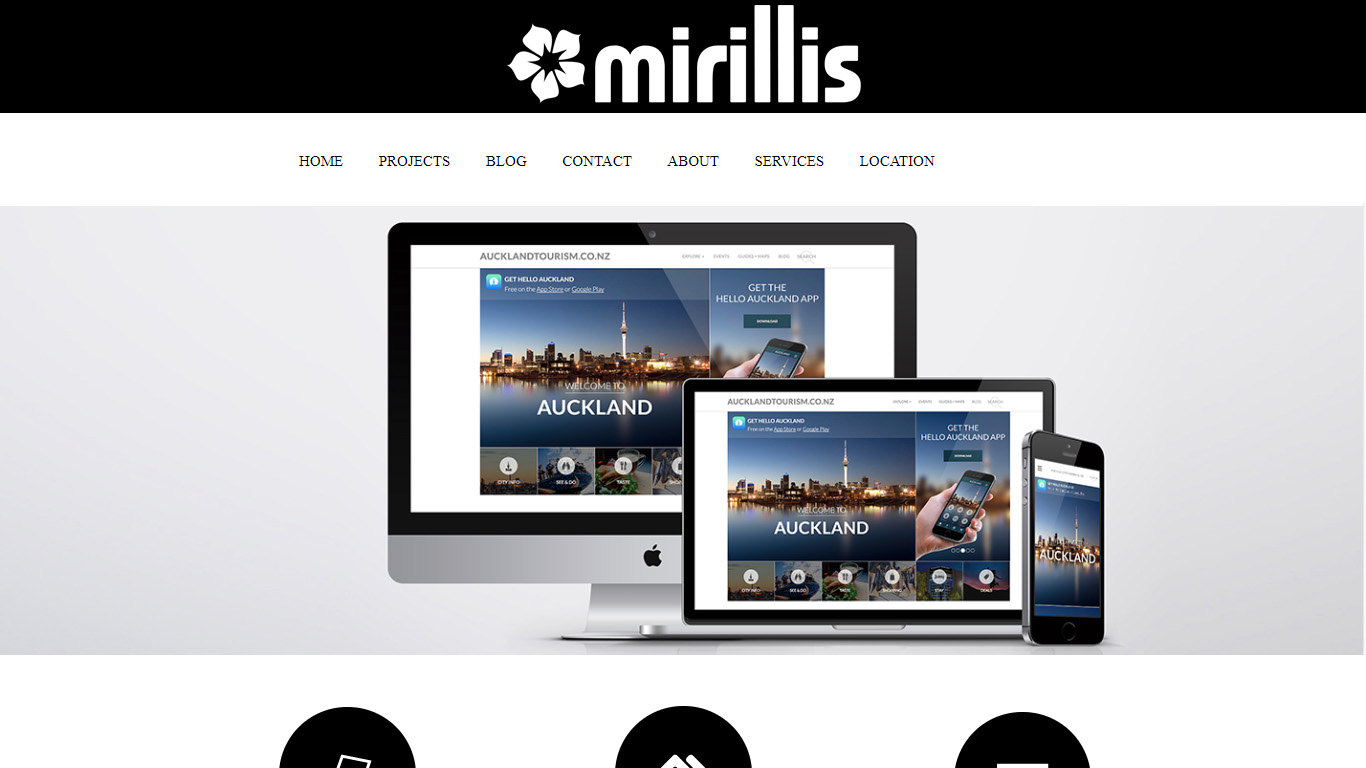 mirillis
HOME PROJECTS BLOG CONTACT ABOUT SERVICES LOCATION
AUCKLANDTOURISM.CO.NZ
EXPLORE + EVENTS GUIDES + MAPS BLOG SEARCH
GET HELLO AUCKLAND
Free on the App Store or Google Play
GET THE
HELLO AUCKLAND APP
DOWNLOAD
WELCOME TO
AUCKLAND
CITY INFO SEE & DO TASTE
AUCKLANDTOURISM.CO.NZ
EXPLORE + EVENTS GUIDES + MAPS BLOG SEARCH
GET HELLO AUCKLAND
Free on the App Store or Google Play
GET THE
HELLO AUCKLAND APP
DOWNLOAD
WELCOME TO
AUCKLAND
CITY INFO SEE & DO TASTE SHOPPING STAY DEALS
AUCKLAND